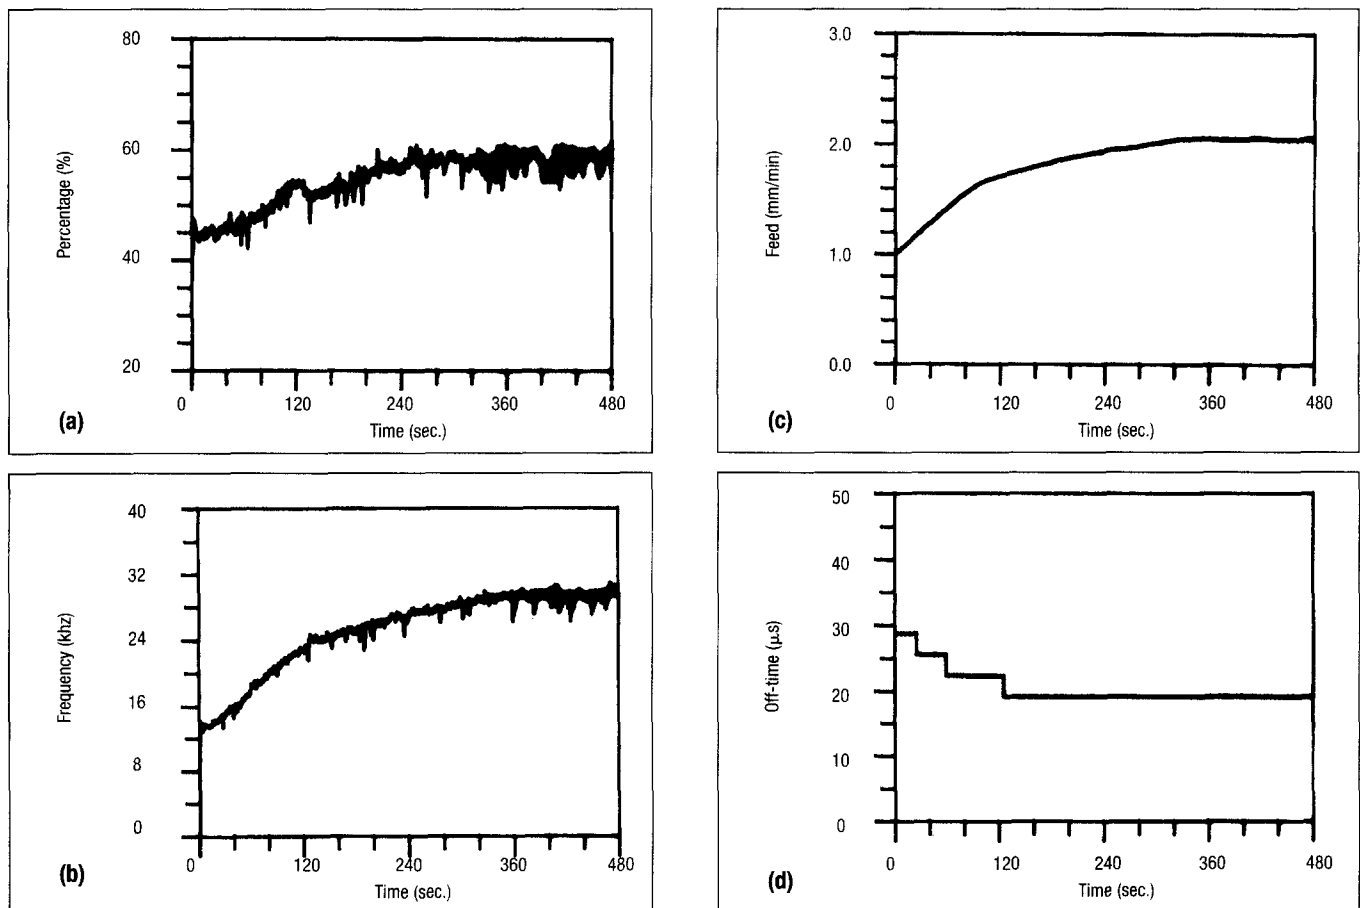 80
60
40
20
Percentage (%)
0 120 240 360 480
Time (sec.)
(a)
3.0
2.0
1.0
0.0
Feed (mm/min)
0 120 240 360 480
Time (sec.)
(c)
40
32
24
16
8
0
Frequency (khz)
0 120 240 360 480
Time (sec.)
(b)
50
40
30
20
10
0
Off-time (μs)
0 120 240 360 480
Time (sec.)
(d)